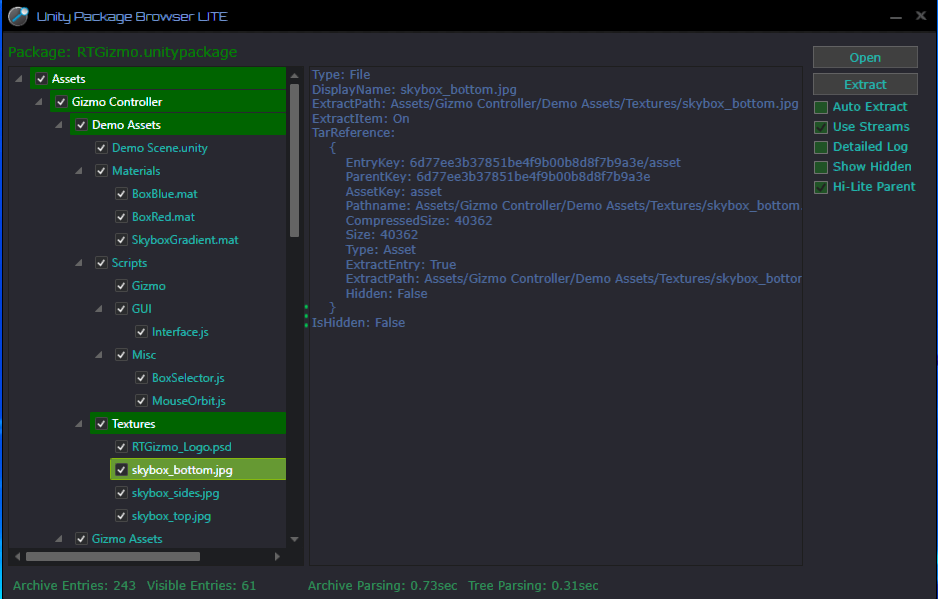 Unity Package Browser LITE
Package: RTGizmo.unitypackage
Assets
Gizmo Controller
Demo Assets
Demo Scene.unity
Materials
BoxBlue.mat
BoxRed.mat
SkyboxGradient.mat
Scripts
Gizmo
GUI
Interface.js
Misc
BoxSelector.js
MouseOrbit.js
Textures
RTGizmo_Logo.psd
skybox_bottom.jpg
skybox_sides.jpg
skybox_top.jpg
Gizmo Assets
Type: File
DisplayName: skybox_bottom.jpg
ExtractPath: Assets/Gizmo Controller/Demo Assets/Textures/skybox_bottom.jpg
ExtractItem: On
TarReference:
{
EntryKey: 6d77ee3b37851be4f9b00b8d8f7b9a3e/asset
ParentKey: 6d77ee3b37851be4f9b00b8d8f7b9a3e
AssetKey: asset
Pathname: Assets/Gizmo Controller/Demo Assets/Textures/skybox_bottom.
CompressedSize: 40362
Size: 40362
Type: Asset
ExtractEntry: True
ExtractPath: Assets/Gizmo Controller/Demo Assets/Textures/skybox_bottor
Hidden: False
}
IsHidden: False
Open
Extract
Auto Extract
Use Streams
Detailed Log
Show Hidden
Hi-Lite Parent
Archive Entries: 243 Visible Entries: 61 Archive Parsing: 0.73sec Tree Parsing: 0.31sec